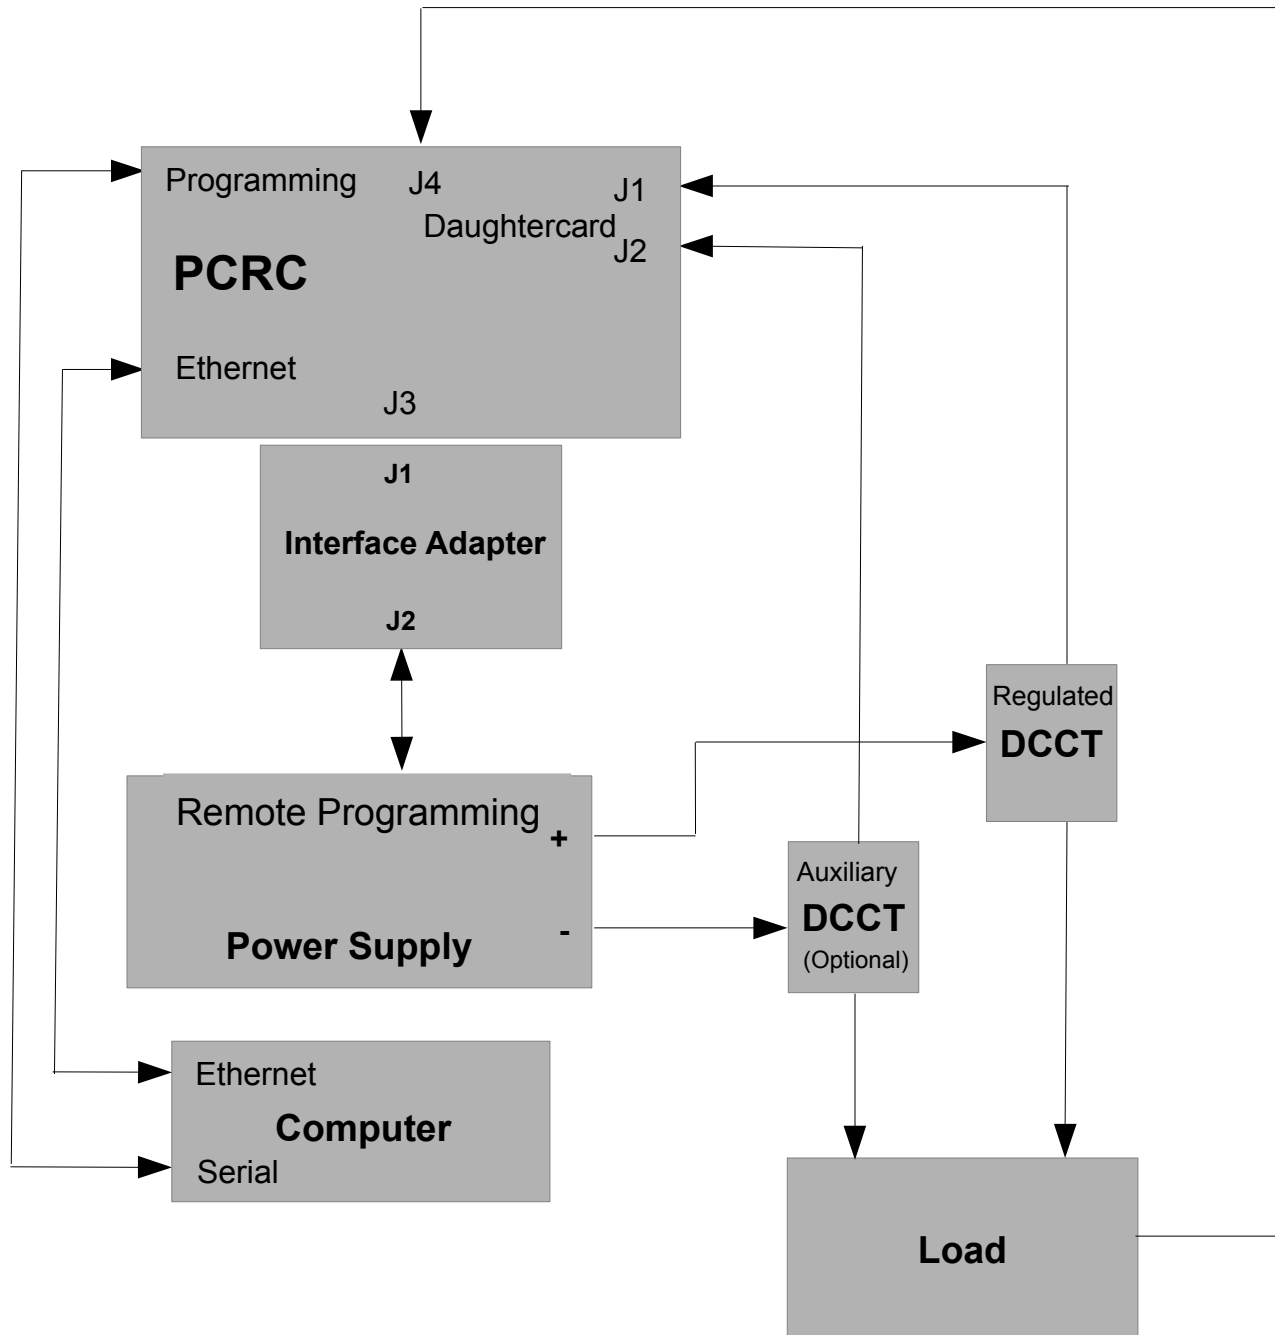 Programming
J4
J1
Daughtercard
J2
PCRC
Ethernet
J3
J1
Interface Adapter
J2
Regulated
DCCT
Remote Programming
+
Auxiliary
DCCT
(Optional)
-
Power Supply
Ethernet
Computer
Serial
Load